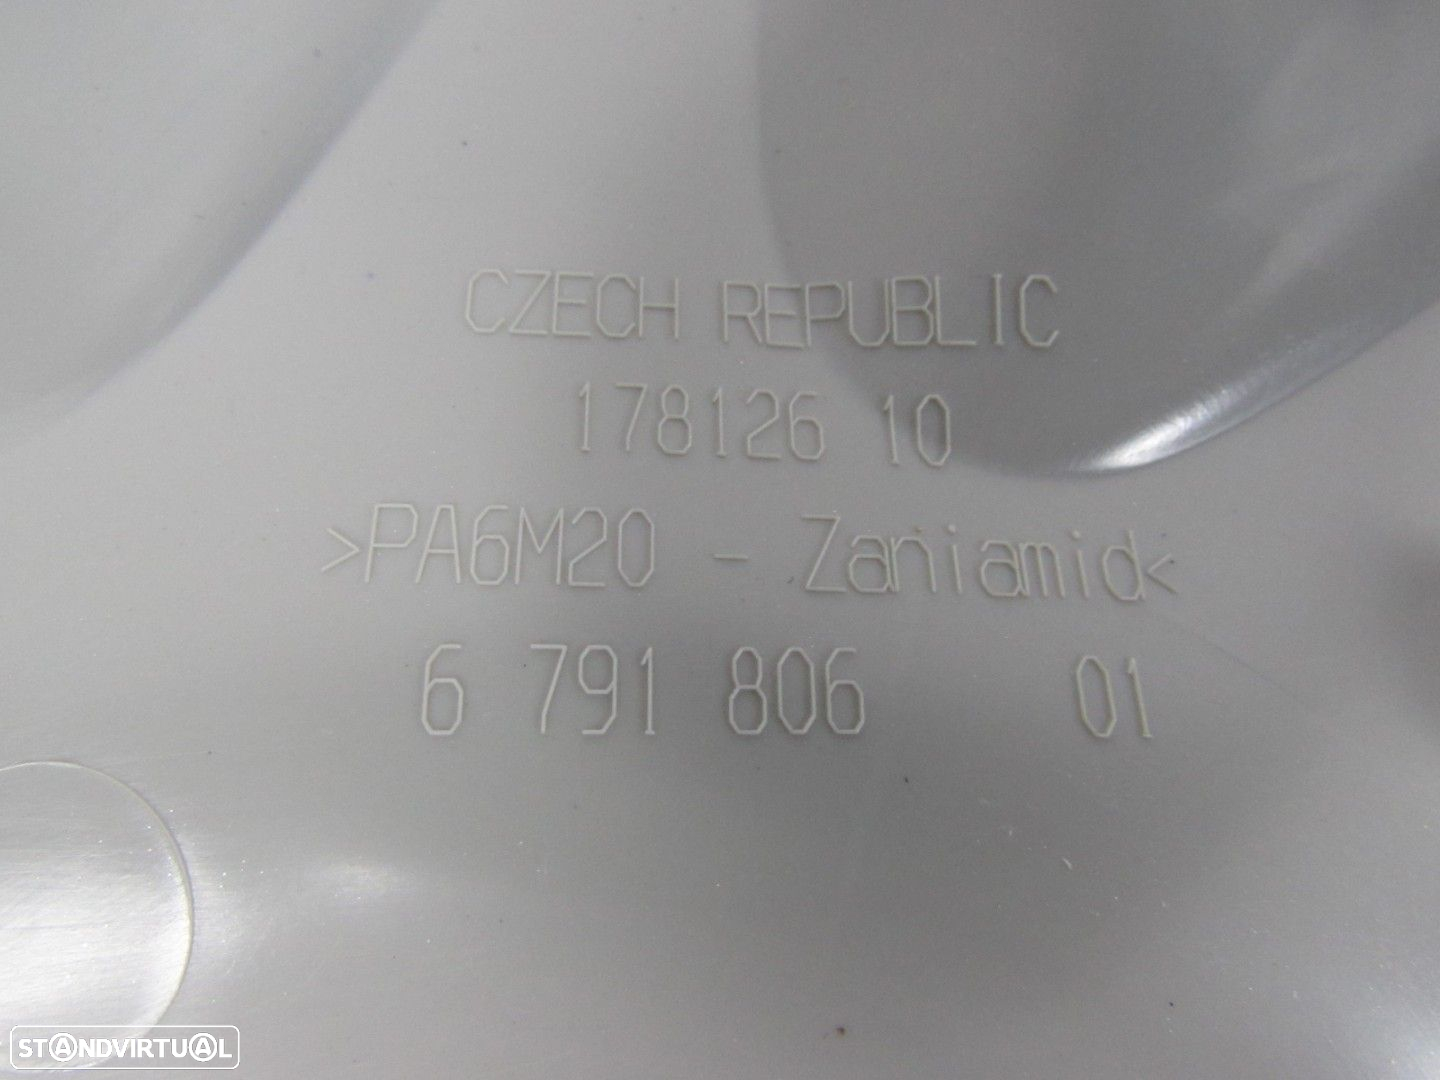 CZECH REPUBLIC
178126 10
>PA6M20 - Zaniamid<
6 791 806 01
STANDVIRTUAL